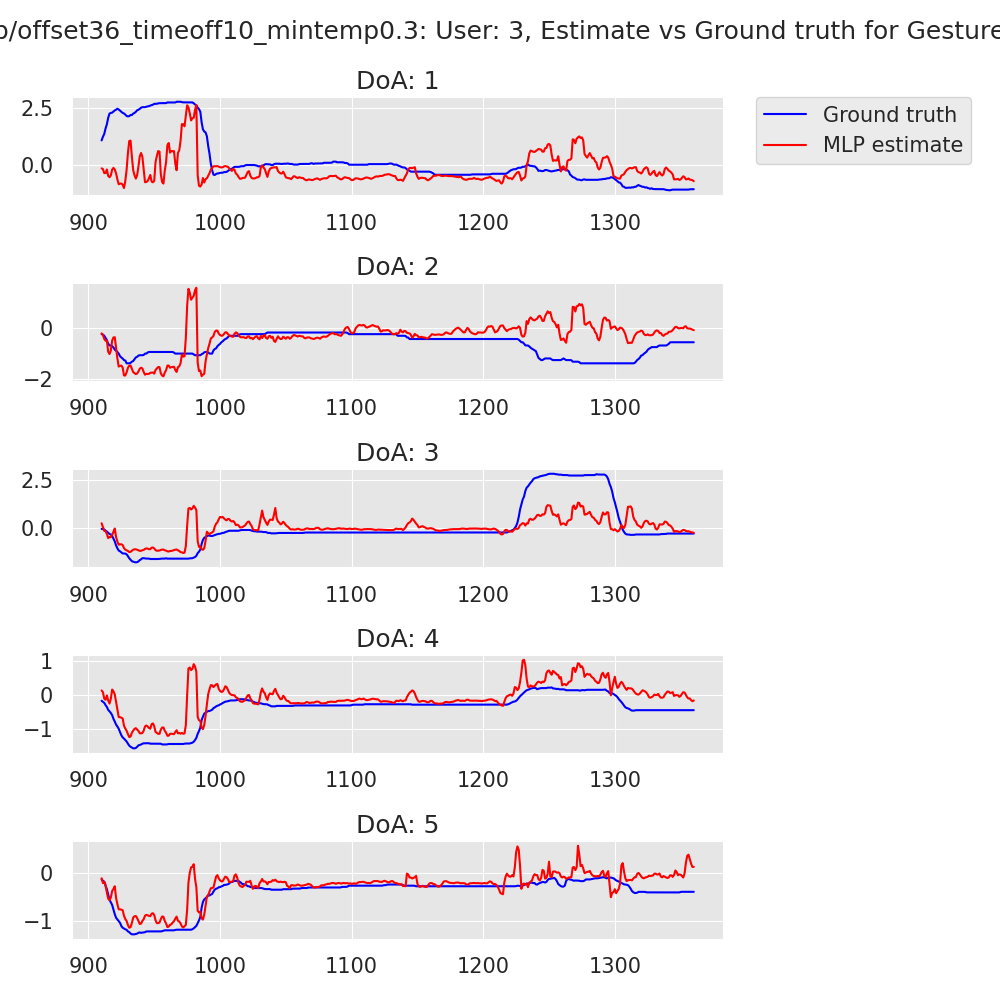 o/offset36_timeoff10_mintemp0.3: User: 3, Estimate vs Ground truth for Gesture
DoA: 1
Ground truth
MLP estimate
2.5
0.0
900 1000 1100 1200 1300
DoA: 2
0
−2
900 1000 1100 1200 1300
DoA: 3
2.5
0.0
900 1000 1100 1200 1300
DoA: 4
1
0
−1
900 1000 1100 1200 1300
DoA: 5
0
−1
900 1000 1100 1200 1300